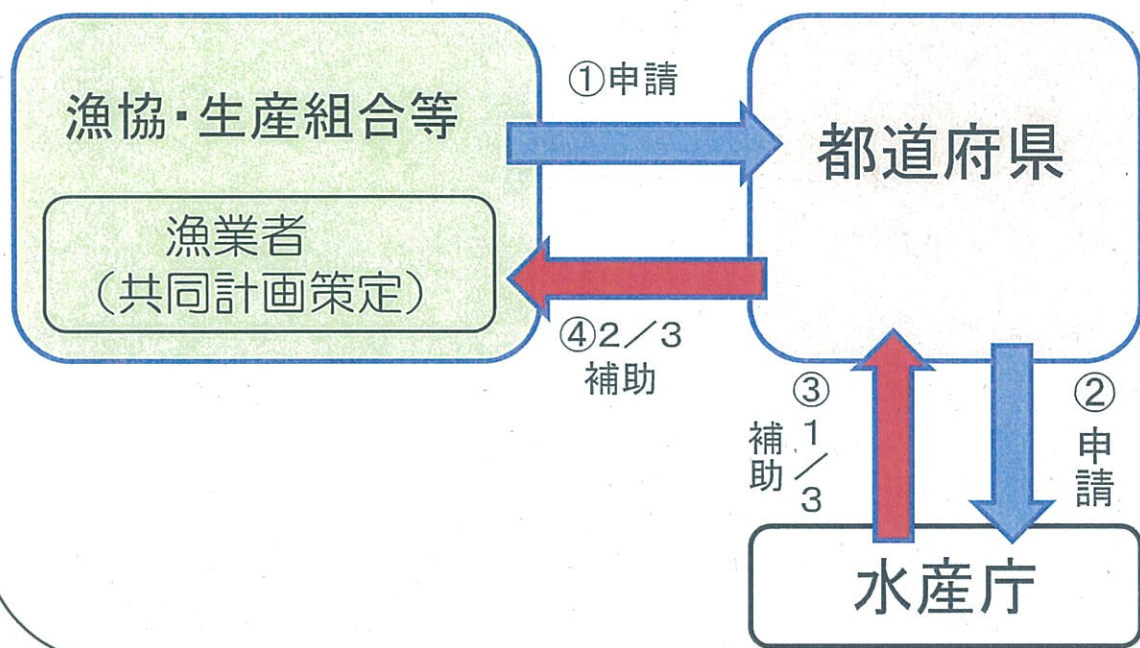 漁協・生産組合等
漁業者
（共同計画策定）
①申請
都道府県
④2／3
補助
③
1／3
補助
②
申請
水産庁